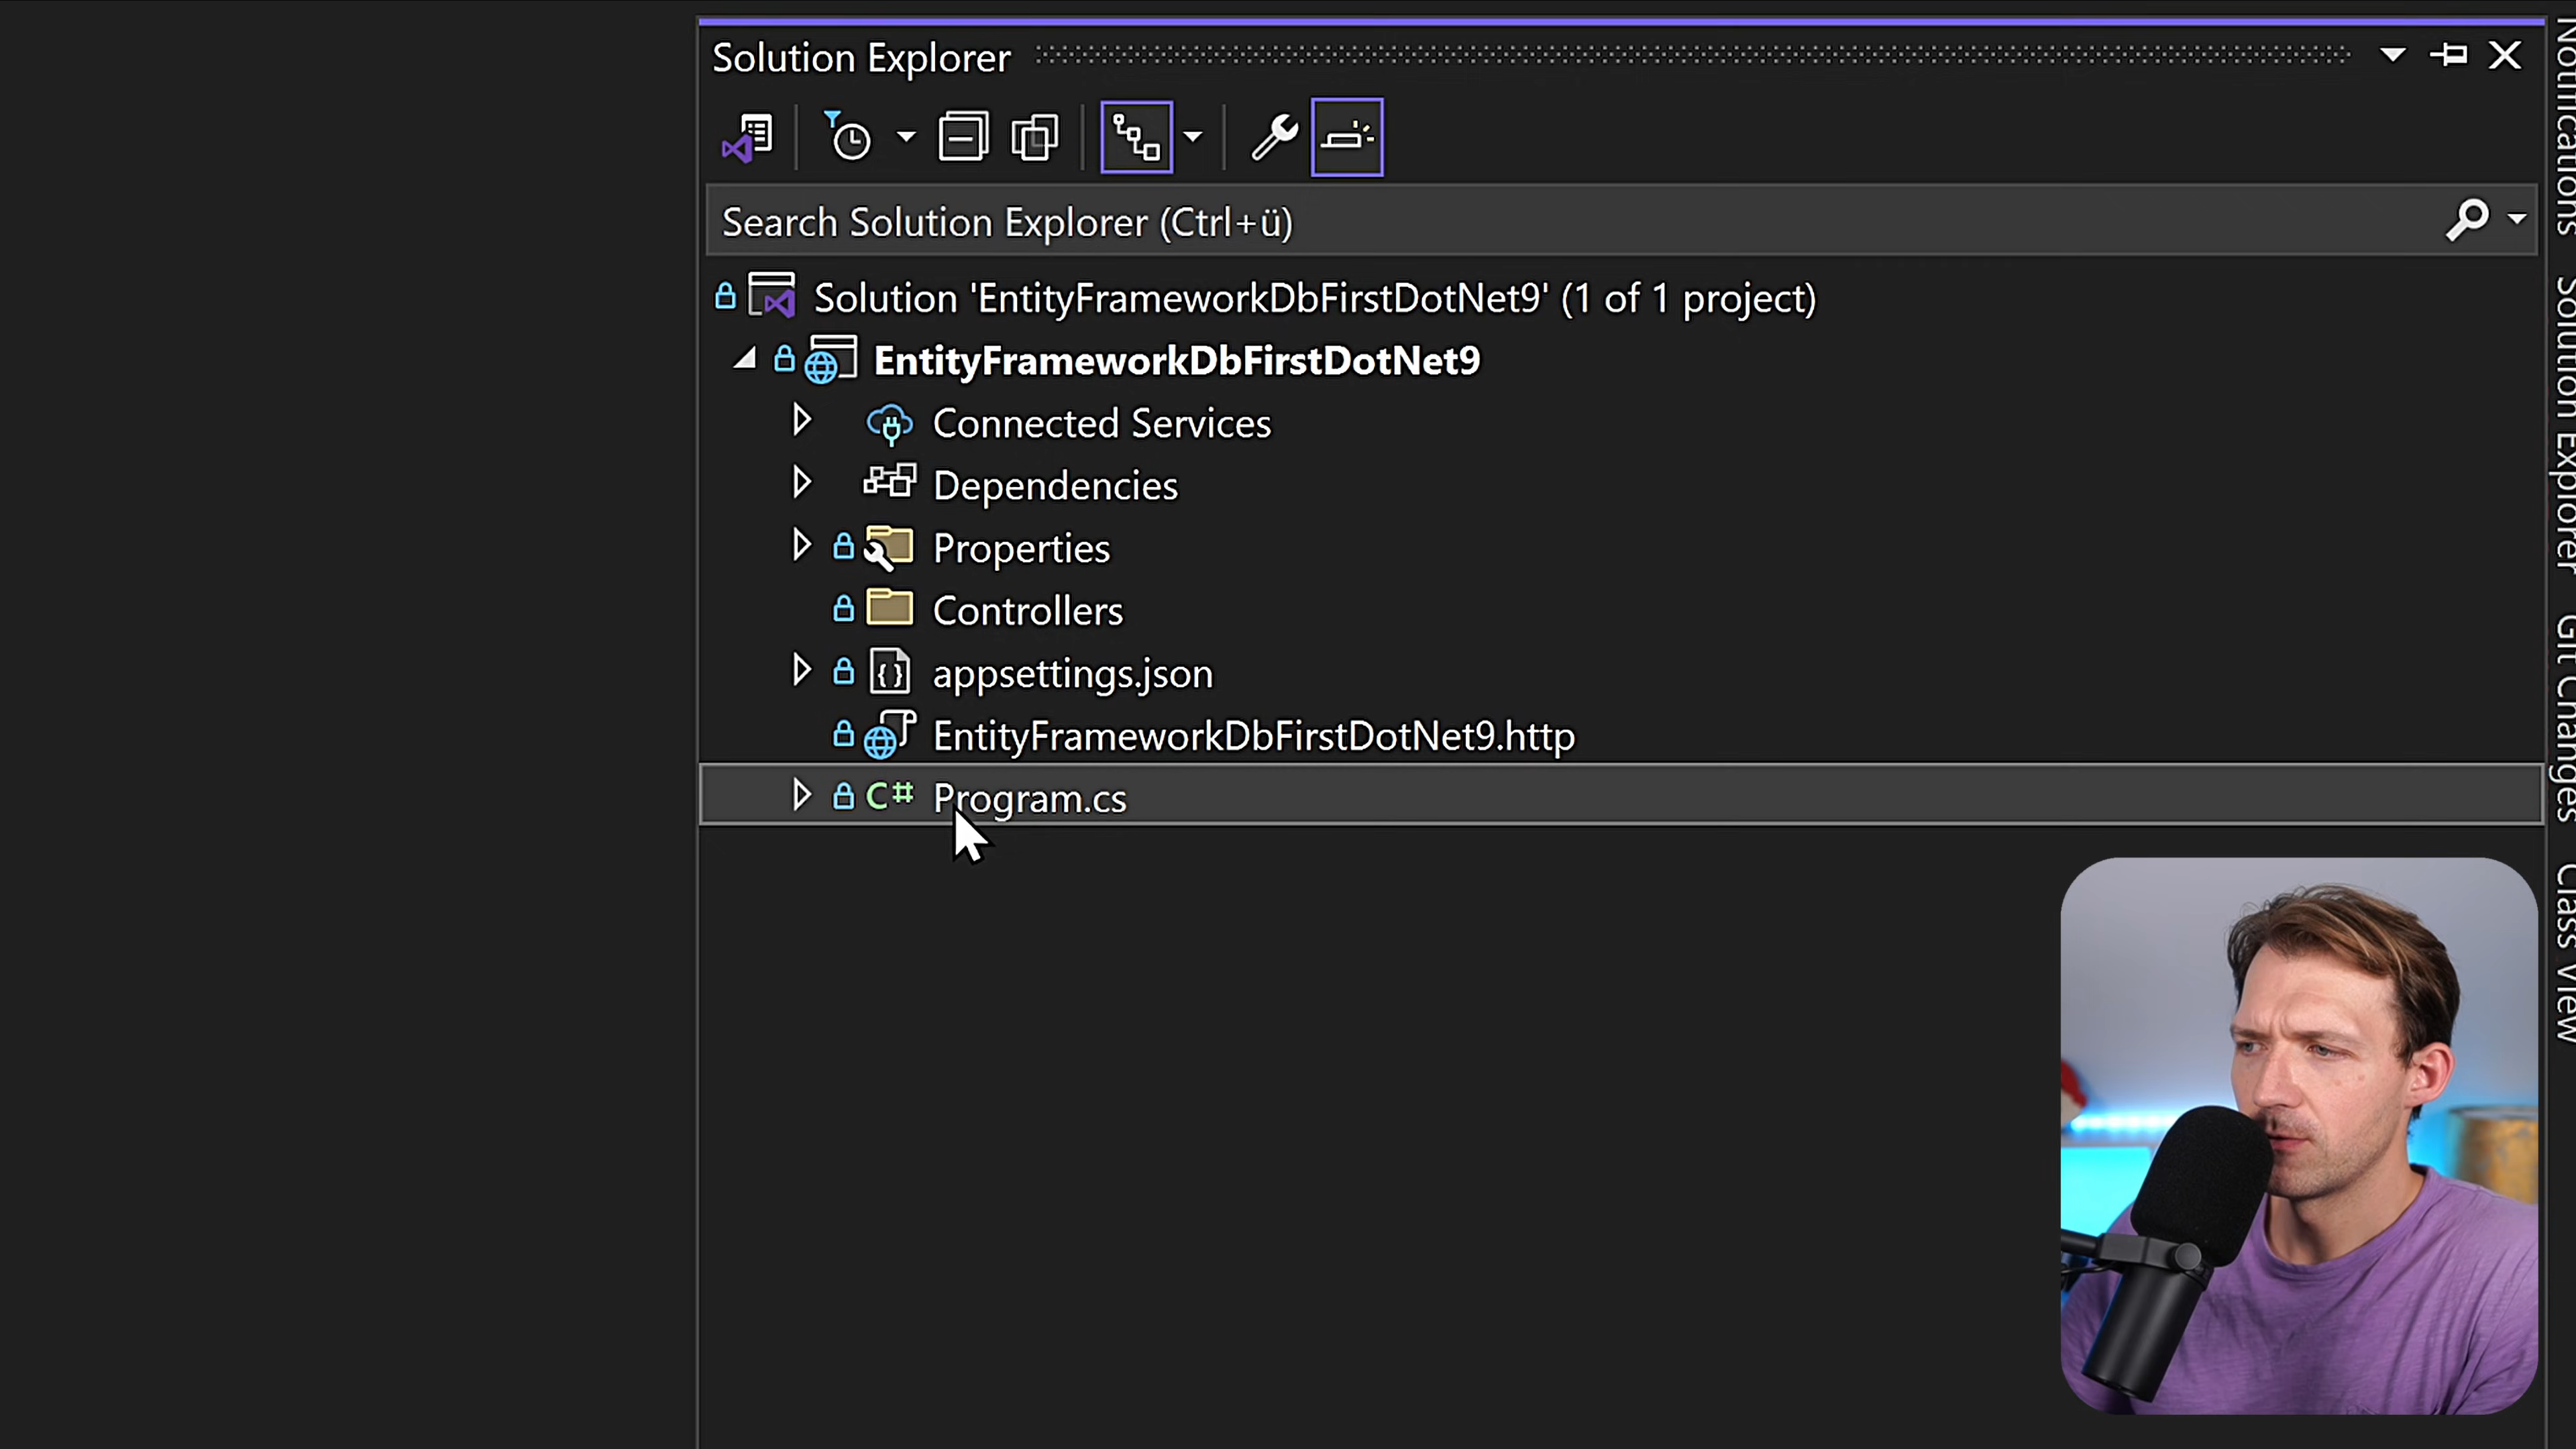 Solution Explorer
Search Solution Explorer (Ctrl+ü)
Solution 'EntityFrameworkDbFirstDotNet9' (1 of 1 project)
EntityFrameworkDbFirstDotNet9
Connected Services
Dependencies
Properties
Controllers
appsettings.json
EntityFrameworkDbFirstDotNet9.http
C# Program.cs
Notifications
Solution Explorer
Git Changes
Class View